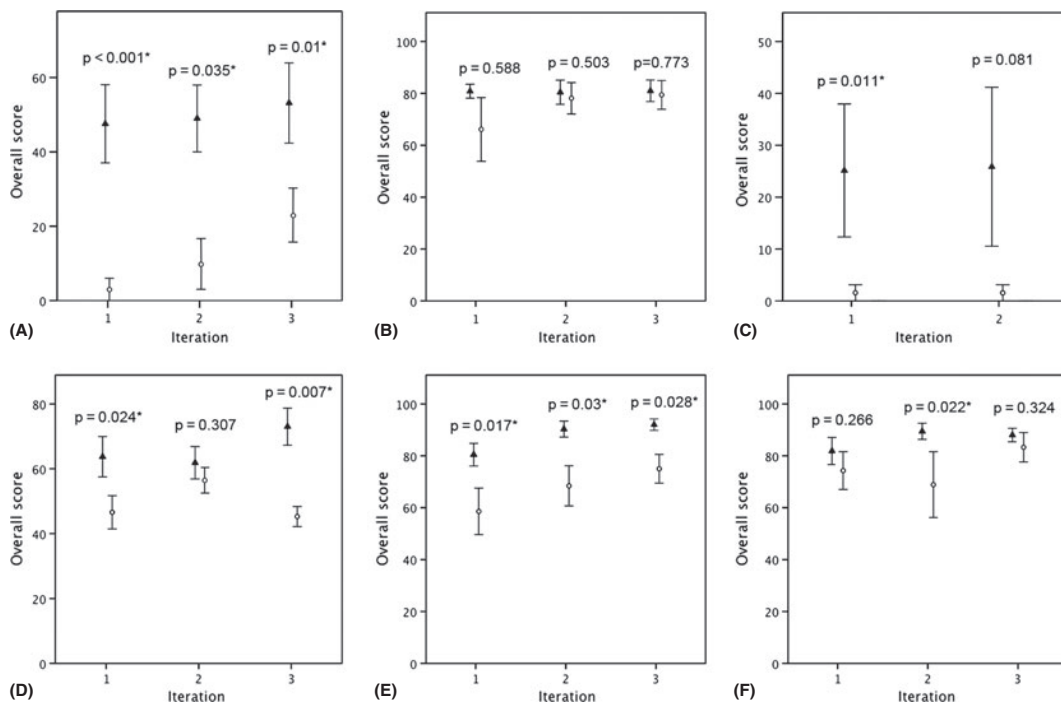 p < 0.001*
p = 0.035*
p = 0.01*
60
40
20
0
Overall score
1 2 3
Iteration
(A)
p = 0.588
p = 0.503
p=0.773
100
80
60
40
20
0
Overall score
1 2 3
Iteration
(B)
p = 0.011*
p = 0.081
50
40
30
20
10
0
Overall score
1 2
Iteration
(C)
p = 0.024*
p = 0.307
p = 0.007*
80
60
40
20
0
Overall score
1 2 3
Iteration
(D)
p = 0.017*
p = 0.03*
p = 0.028*
100
80
60
40
20
0
Overall score
1 2 3
Iteration
(E)
p = 0.266
p = 0.022*
p = 0.324
100
80
60
40
20
0
Overall score
1 2 3
Iteration
(F)